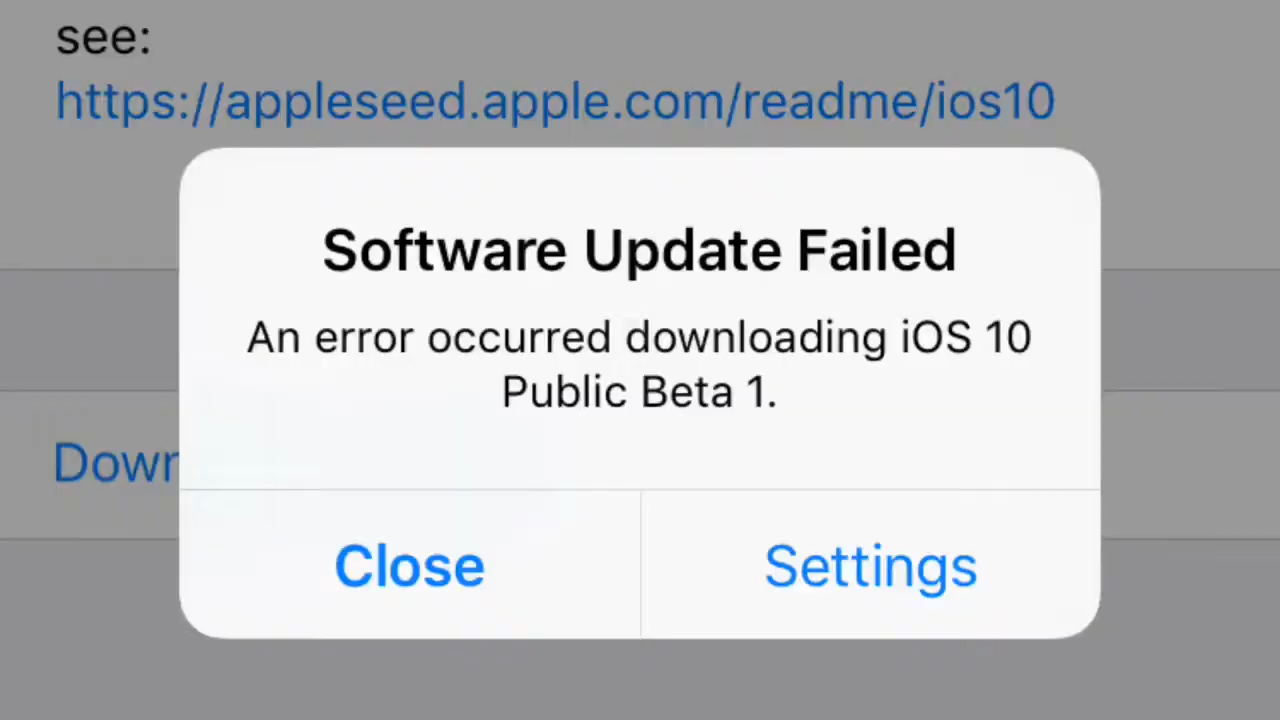 see:
https://appleseed.apple.com/readme/ios10
Software Update Failed
An error occurred downloading iOS 10
Public Beta 1.
Down
Close
Settings